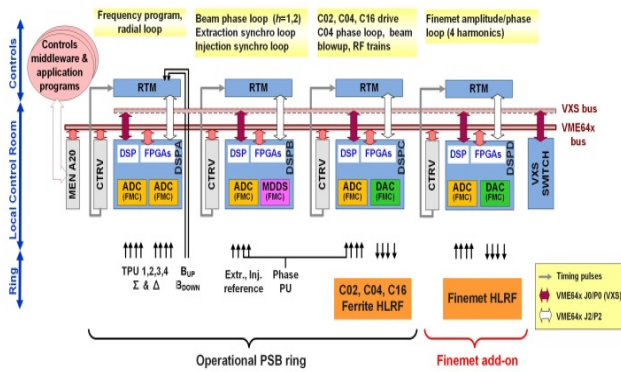 Frequency program,
radial loop
Beam phase loop (h=1,2)
Extraction synchro loop
Injection synchro loop
C02, C04, C16 drive
C04 phase loop, beam
blowup, RF trains
Finemet amplitude/phase
loop (4 harmonics)
Controls
Controls
middleware &
application
programs
RTM
RTM
RTM
RTM
VXS bus
VME64x
bus
Local Control Room
MEN A20
CTRV
DSP
FPGAs
DSPA
ADC
(FMC)
ADC
(FMC)
CTRV
DSP
FPGAs
DSPB
ADC
(FMC)
MDDS
(FMC)
CTRV
DSP
FPGAs
DSPC
ADC
(FMC)
DAC
(FMC)
CTRV
DSP
FPGAs
DSPD
ADC
(FMC)
DAC
(FMC)
VXS
SWITCH
Ring
TPU 1,2,3,4
Σ & Δ
BUP
BDOWN
Extr., Inj.
reference
Phase
PU
C02, C04, C16
Ferrite HLRF
Finemet HLRF
Timing pulses
VME64x J0/P0 (VXS)
VME64x J2/P2
Operational PSB ring
Finemet add-on